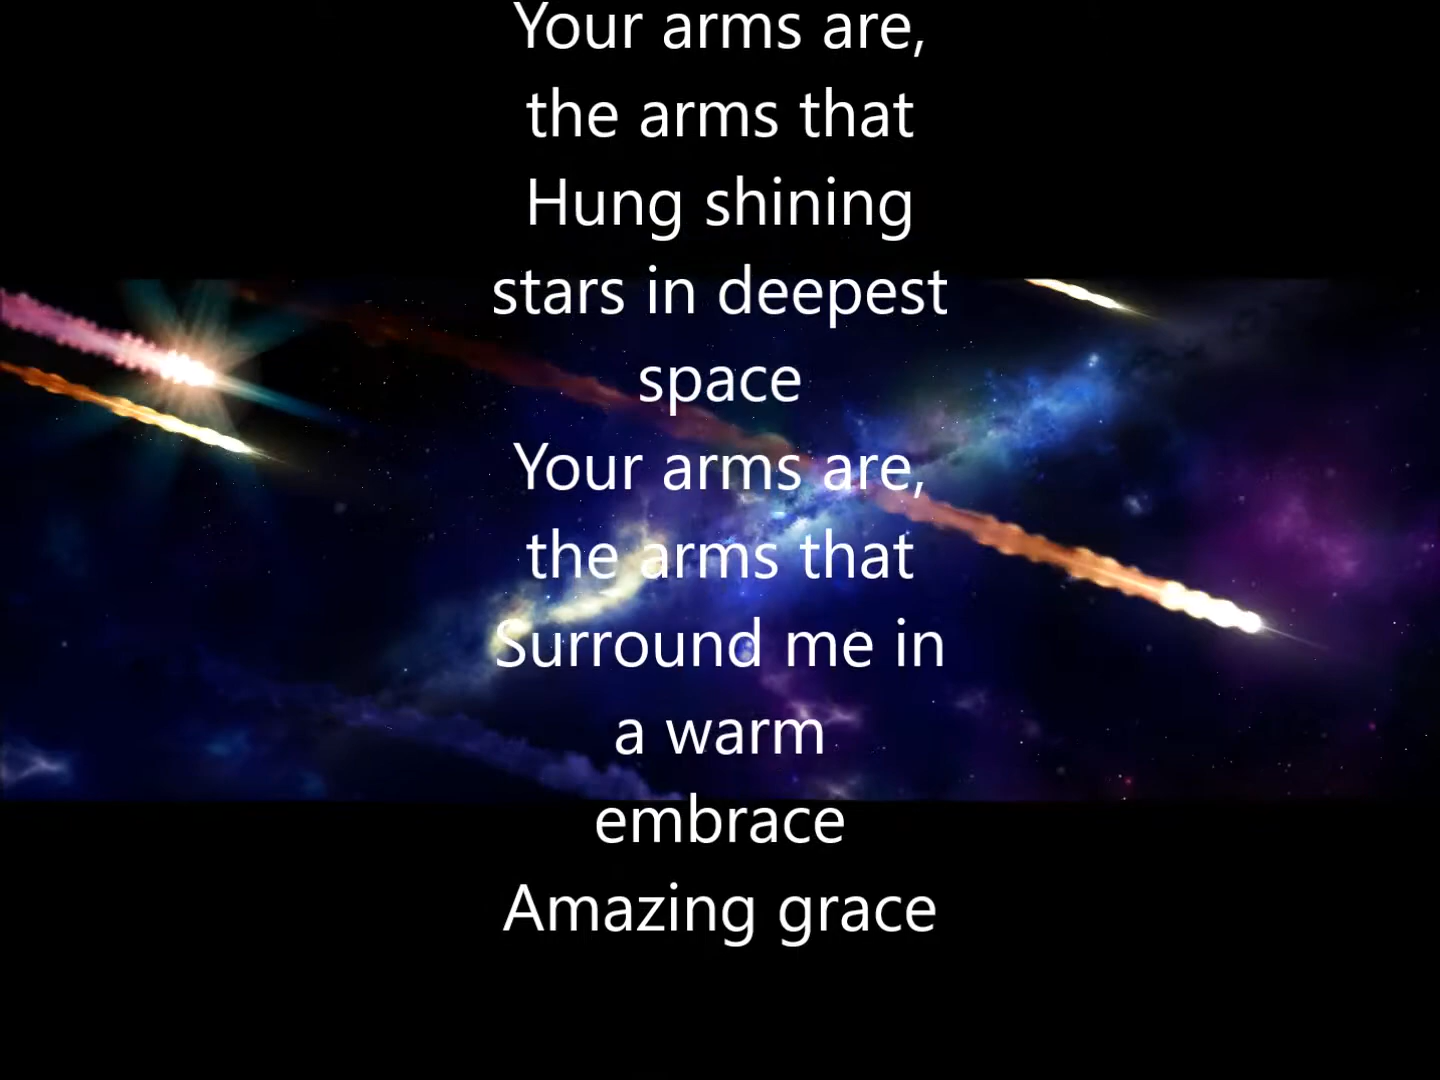 Your arms are,
the arms that
Hung shining
stars in deepest
space
Your arms are,
the arms that
Surround me in
a warm
embrace
Amazing grace